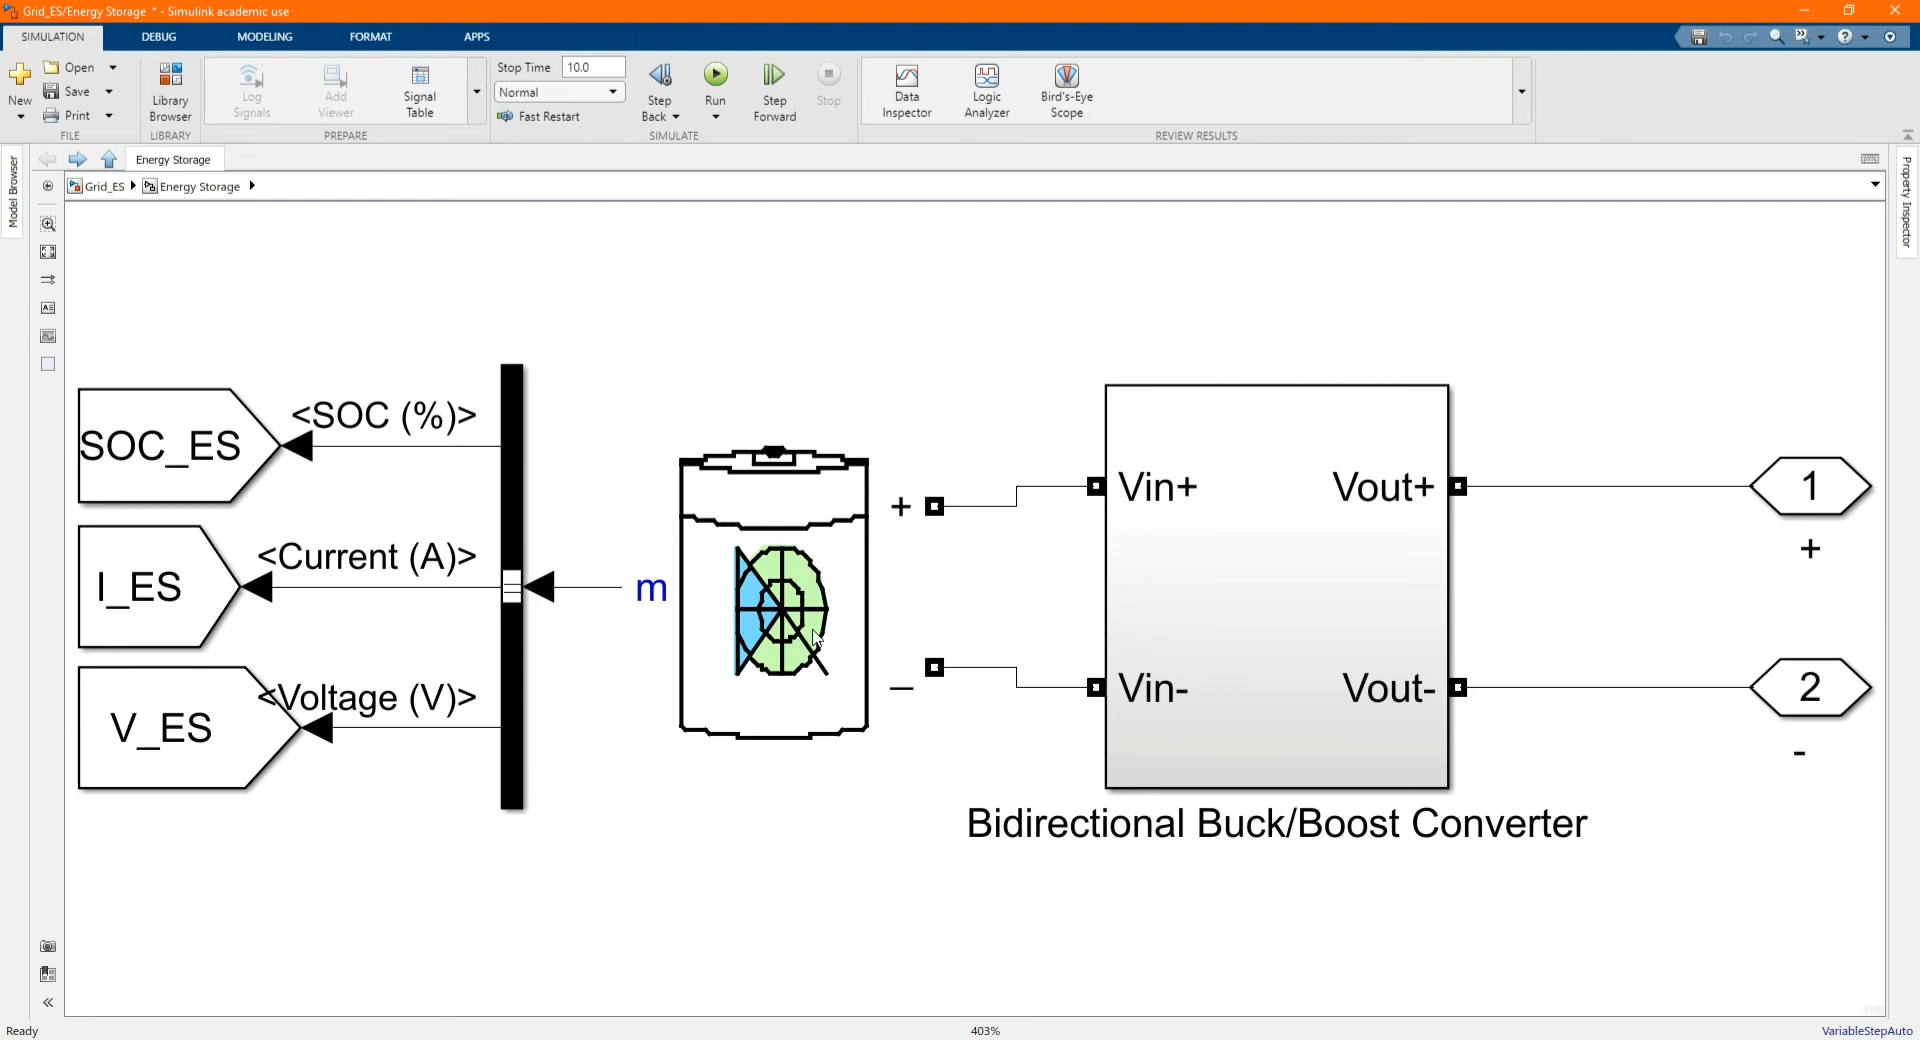 Grid_ES/Energy Storage * - Simulink academic use
SIMULATION DEBUG MODELING FORMAT APPS
New
Open
Save
Print
FILE
Library Browser
LIBRARY
Log Signals
Add Viewer
Signal Table
PREPARE
Stop Time 10.0
Normal
Fast Restart
Step Back
Run
Step Forward
Stop
SIMULATE
Data Inspector
Logic Analyzer
Bird's-Eye Scope
REVIEW RESULTS
Model Browser
Energy Storage
Property Inspector
Grid_ES Energy Storage
SOC_ES
<SOC (%)>
I_ES
<Current (A)>
V_ES
<Voltage (V)>
m
+
_
Vin+
Vout+
Vin-
Vout-
1
+
2
-
Bidirectional Buck/Boost Converter
Ready
403%
VariableStepAuto